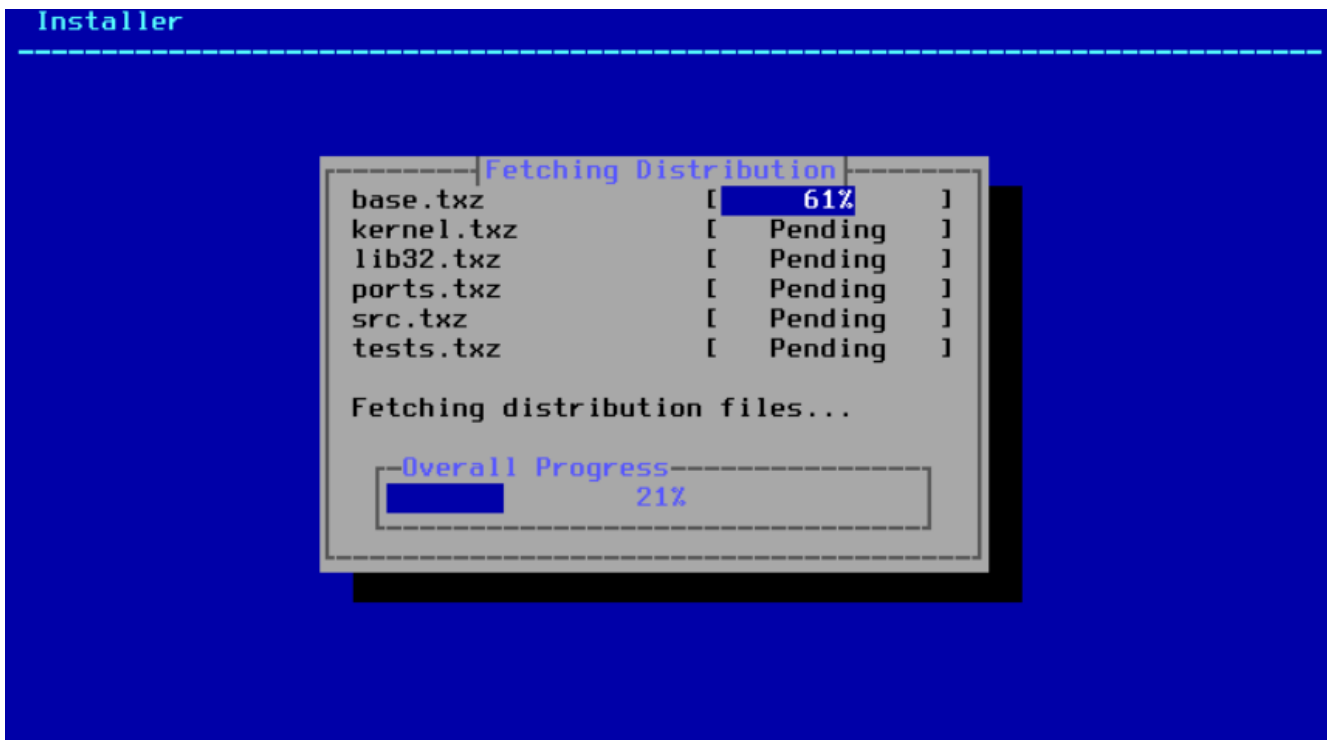 Installer
Fetching Distribution
base.txz [ 61% ]
kernel.txz [ Pending ]
lib32.txz [ Pending ]
ports.txz [ Pending ]
src.txz [ Pending ]
tests.txz [ Pending ]
Fetching distribution files...
Overall Progress
21%